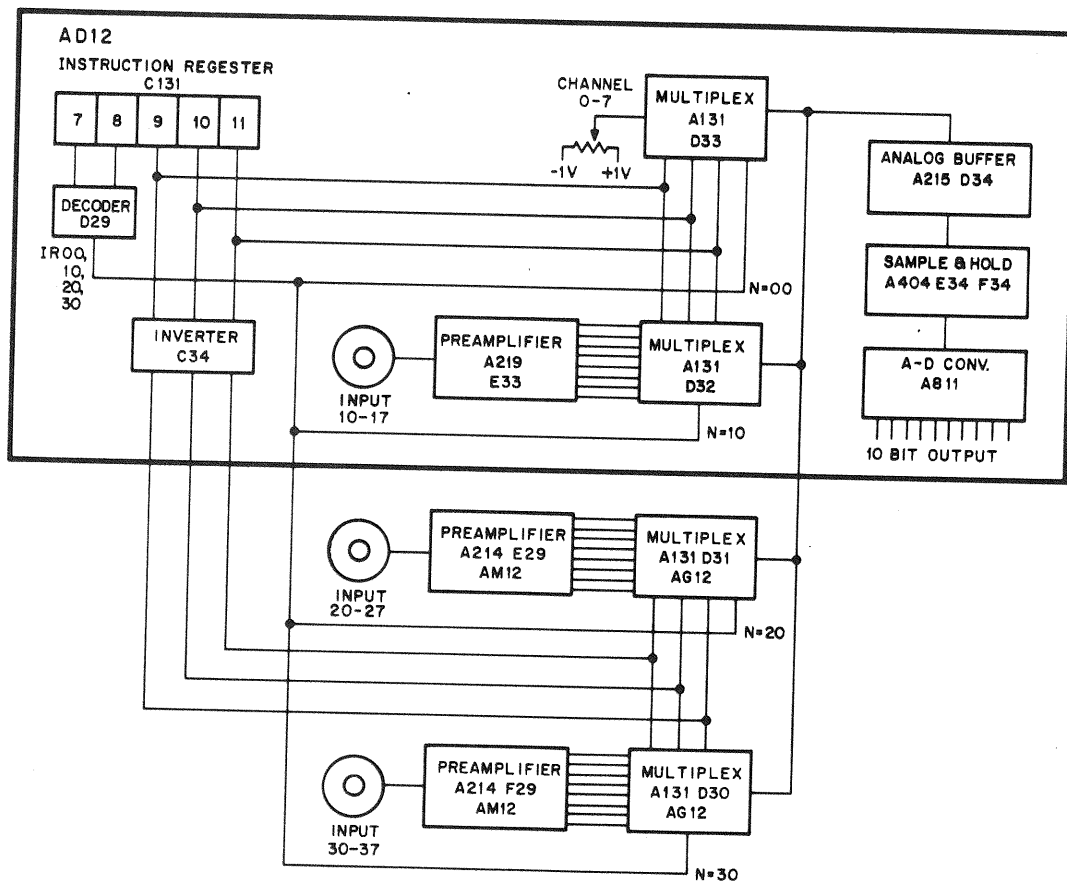 AD12
INSTRUCTION REGESTER
C131
7 8 9 10 11
DECODER
D29
IR00,
10,
20,
30
INVERTER
C34
CHANNEL
0-7
-1V +1V
MULTIPLEX
A131
D33
N=00
ANALOG BUFFER
A215 D34
SAMPLE & HOLD
A404 E34 F34
A-D CONV.
A811
10 BIT OUTPUT
INPUT
10-17
PREAMPLIFIER
A219
E33
MULTIPLEX
A131
D32
N=10
INPUT
20-27
PREAMPLIFIER
A214 E29
AM12
MULTIPLEX
A131 D31
AG12
N=20
INPUT
30-37
PREAMPLIFIER
A214 F29
AM12
MULTIPLEX
A131 D30
AG12
N=30